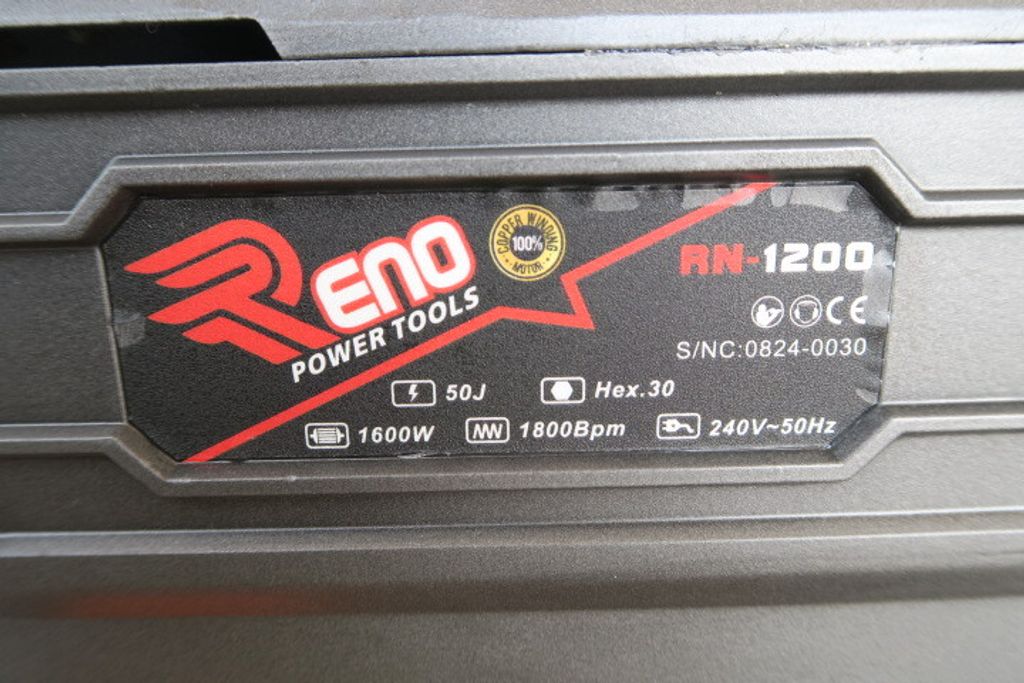 RENO
POWER TOOLS
COPPER WINDING
100%
MOTOR
RN-1200
CE
S/NC:0824-0030
50J
Hex.30
1600W
1800Bpm
240V~50Hz